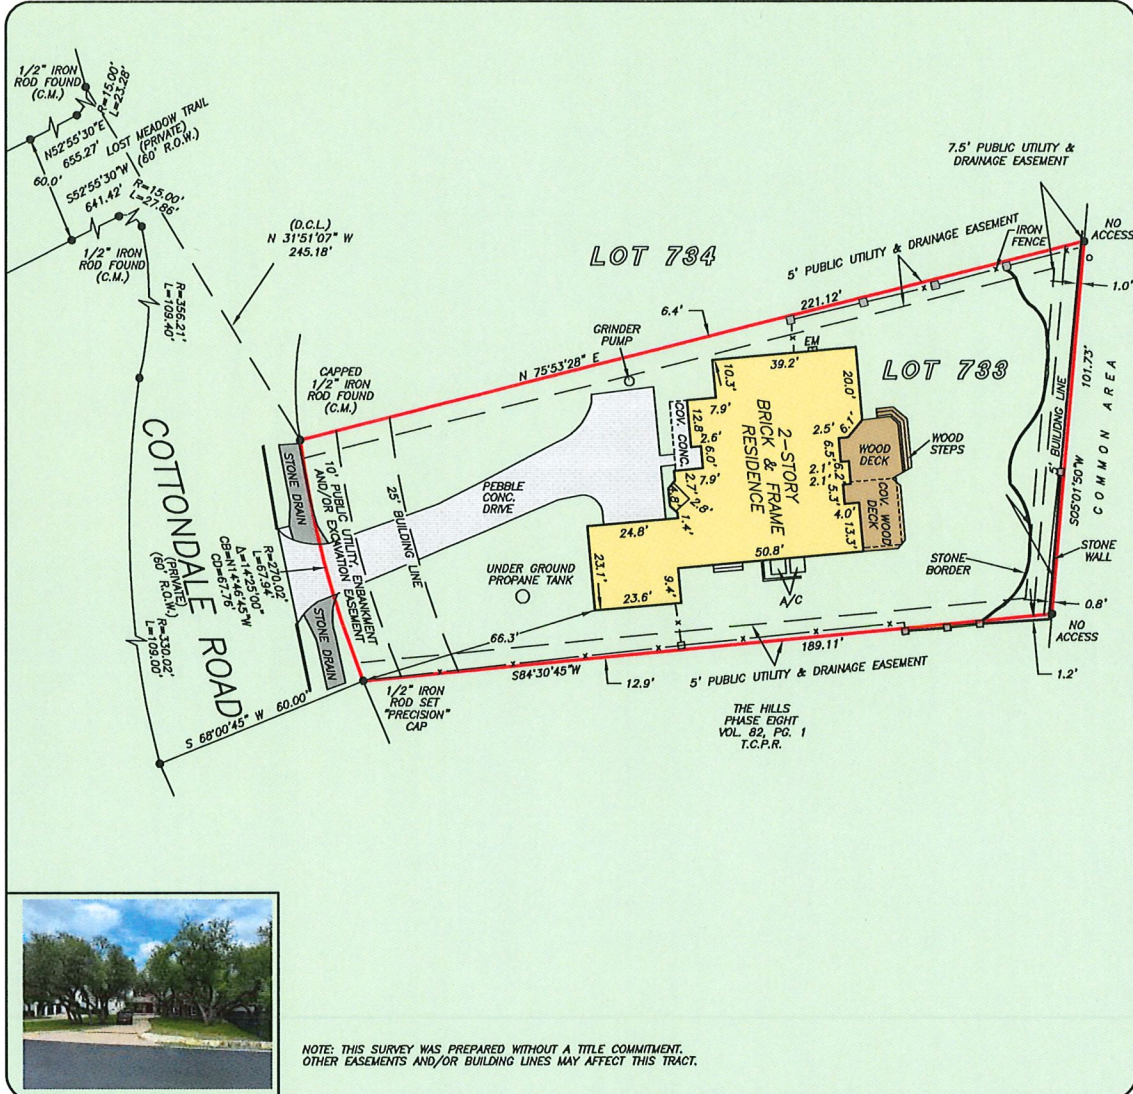 1/2" IRON
ROD FOUND
(C.M.)
R=15.00'
L=23.28'
N52°55'30"E
655.27'
LOST MEADOW TRAIL
(PRIVATE)
(60' R.O.W.)
60.0'
S52°55'30"W
641.42'
R=15.00'
L=27.86'
1/2" IRON
ROD FOUND
(C.M.)
(D.C.L.)
N 31°51'07" W
245.18'
R=356.21'
L=109.40'
CAPPED
1/2" IRON
ROD FOUND
(C.M.)
LOT 734
7.5' PUBLIC UTILITY &
DRAINAGE EASEMENT
NO
ACCESS
5' PUBLIC UTILITY & DRAINAGE EASEMENT
IRON
FENCE
1.0'
221.12'
6.4'
GRINDER
PUMP
N 75°53'28" E
EM
39.2'
LOT 733
10.3'
20.0'
7.9'
12.8'
COV. CONC.
2.6'
6.0'
7.9'
2.7'
2.8'
4.8'
1.4'
2-STORY
BRICK & FRAME
RESIDENCE
2.5'
6.1'
6.5'
6.2'
2.1'
2.1'
5.3'
4.0'
13.3'
WOOD
DECK
WOOD
STEPS
COV. WOOD
DECK
5' BUILDING LINE
101.73'
S05°01'50"W
COMMON AREA
STONE DRAIN
10' PUBLIC UTILITY, ENBANKMENT
AND/OR EXCAVATION EASEMENT
25' BUILDING LINE
PEBBLE
CONC.
DRIVE
24.8'
50.8'
23.1'
23.6'
9.4'
A/C
UNDER GROUND
PROPANE TANK
STONE
BORDER
STONE
WALL
0.8'
NO
ACCESS
1.2'
COTTONDALE ROAD
(PRIVATE)
(60' R.O.W.)
R=270.02'
L=67.94'
Δ=14°25'00"
CB=N14°46'45"W
CD=67.76'
R=330.02'
L=109.00'
STONE DRAIN
66.3'
189.11'
S84°30'45"W
5' PUBLIC UTILITY & DRAINAGE EASEMENT
12.9'
S 68°00'45" W 60.00'
1/2" IRON
ROD SET
"PRECISION"
CAP
THE HILLS
PHASE EIGHT
VOL. 82, PG. 1
T.C.P.R.
NOTE: THIS SURVEY WAS PREPARED WITHOUT A TITLE COMMITMENT.
OTHER EASEMENTS AND/OR BUILDING LINES MAY AFFECT THIS TRACT.